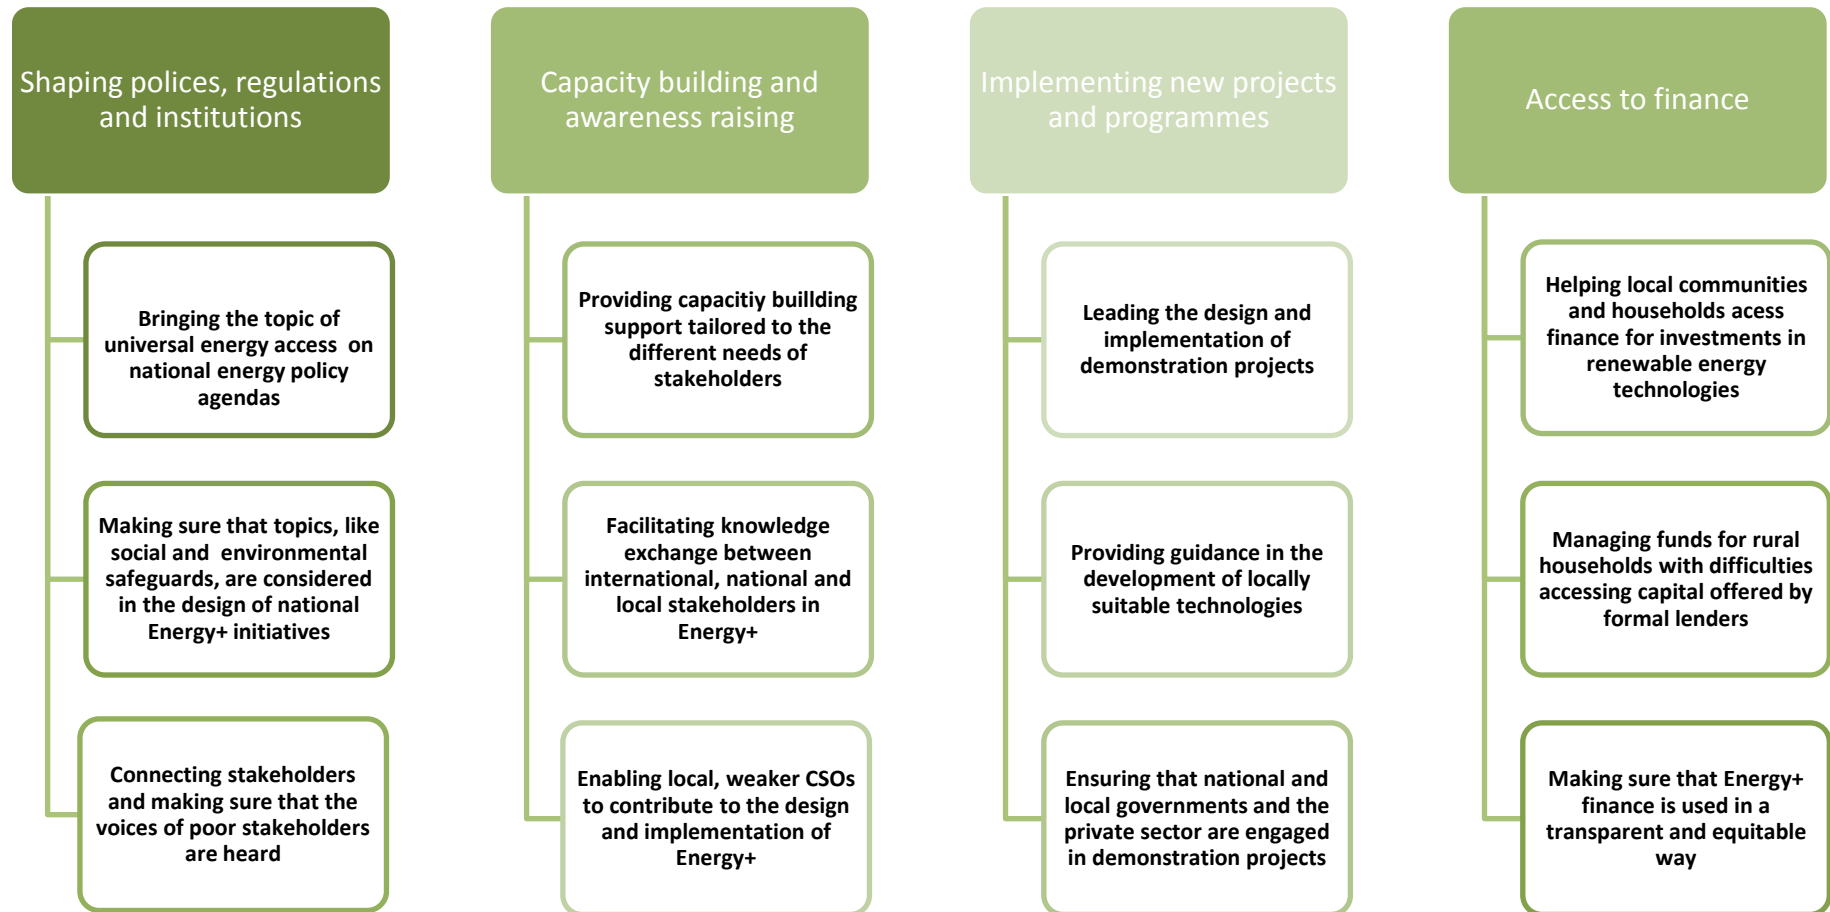 Shaping polices, regulations
and institutions
Bringing the topic of
universal energy access  on
national energy policy
agendas
Making sure that topics, like
social and  environmental
safeguards, are considered
in the design of national
Energy+ initiatives
Connecting stakeholders
and making sure that the
voices of poor stakeholders
are heard
Capacity building and
awareness raising
Providing capacitiy buillding
support tailored to the
different needs of
stakeholders
Facilitating knowledge
exchange between
international, national and
local stakeholders in
Energy+
Enabling local, weaker CSOs
to contribute to the design
and implementation of
Energy+
Implementing new projects
and programmes
Leading the design and
implementation of
demonstration projects
Providing guidance in the
development of locally
suitable technologies
Ensuring that national and
local governments and the
private sector are engaged
in demonstration projects
Access to finance
Helping local communities
and households acess
finance for investments in
renewable energy
technologies
Managing funds for rural
households with difficulties
accessing capital offered by
formal lenders
Making sure that Energy+
finance is used in a
transparent and equitable
way